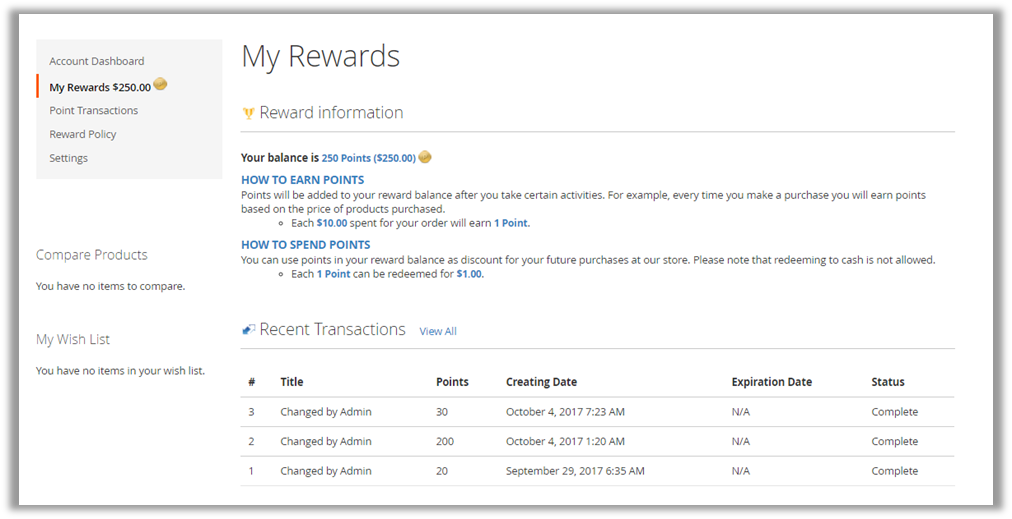 Account Dashboard
My Rewards $250.00
Point Transactions
Reward Policy
Settings
Compare Products
You have no items to compare.
My Wish List
You have no items in your wish list.
My Rewards
Reward information
Your balance is 250 Points ($250.00)
HOW TO EARN POINTS
Points will be added to your reward balance after you take certain activities. For example, every time you make a purchase you will earn points
based on the price of products purchased.
Each $10.00 spent for your order will earn 1 Point.
HOW TO SPEND POINTS
You can use points in your reward balance as discount for your future purchases at our store. Please note that redeeming to cash is not allowed.
Each 1 Point can be redeemed for $1.00.
Recent Transactions View All
# Title Points Creating Date Expiration Date Status
3 Changed by Admin 30 October 4, 2017 7:23 AM N/A Complete
2 Changed by Admin 200 October 4, 2017 1:20 AM N/A Complete
1 Changed by Admin 20 September 29, 2017 6:35 AM N/A Complete